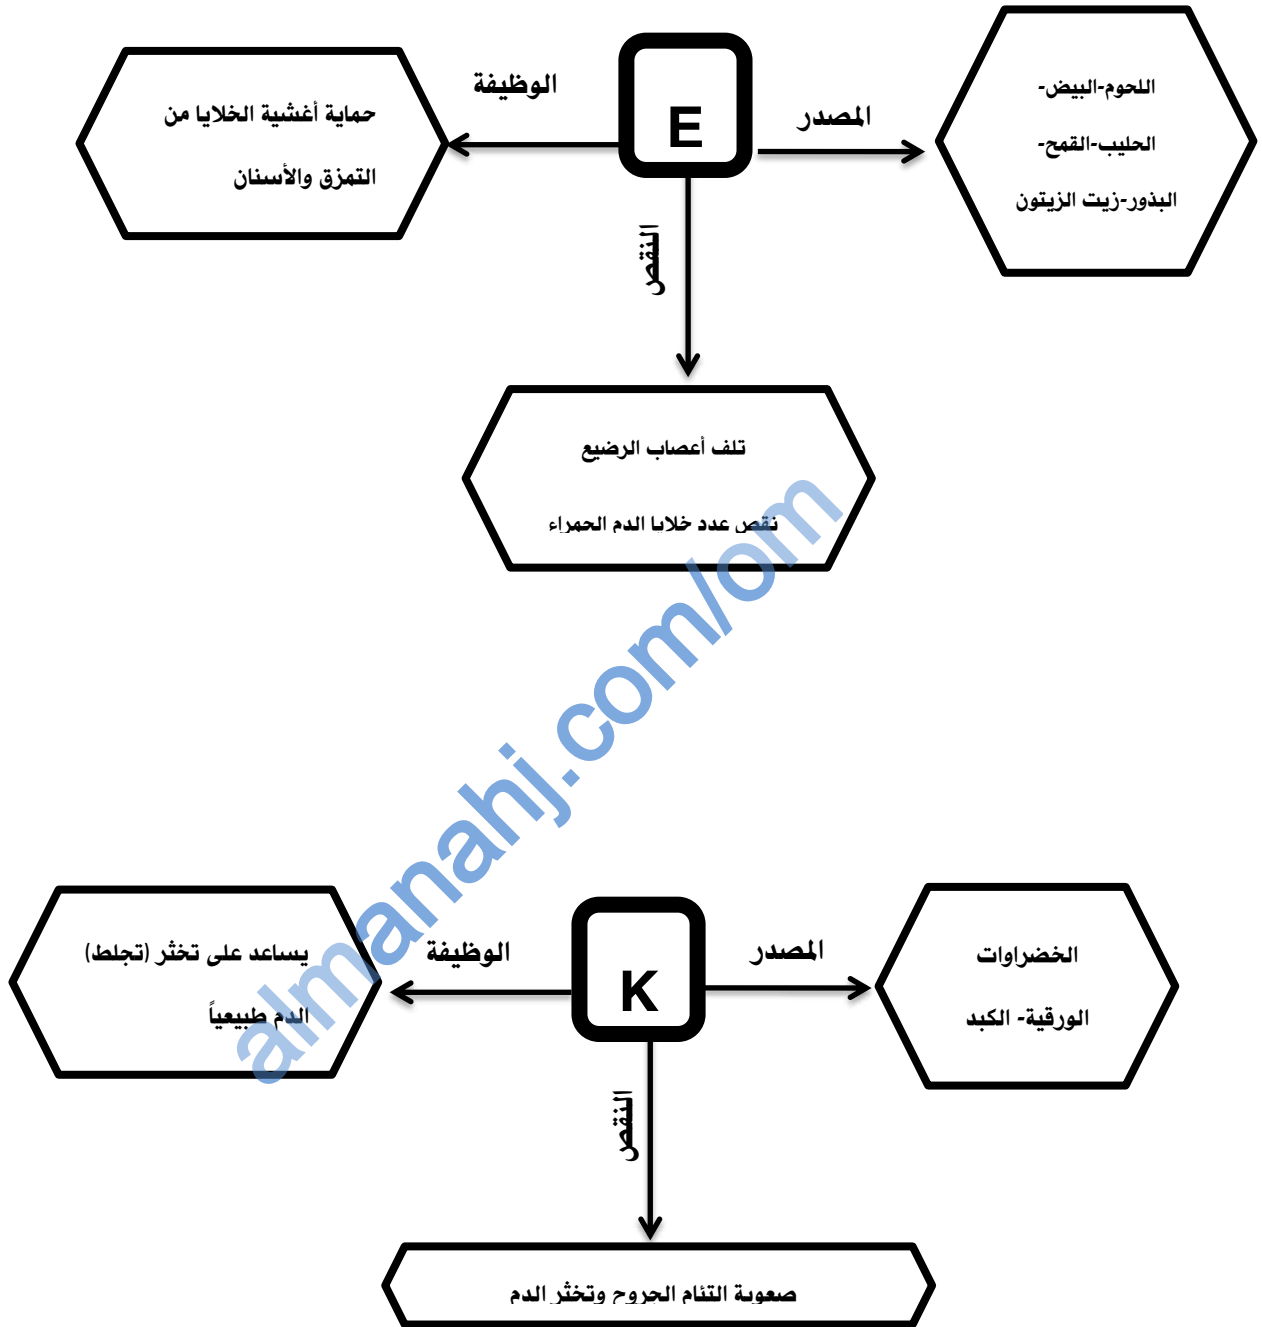 E
المصدر
اللحوم-البيض-
الحليب-القمح-
البذور-زيت الزيتون
الوظيفة
حماية أغشية الخلايا من
التمزق والأسنان
النقص
تلف أعصاب الرضيع
نقص عدد خلايا الدم الحمراء
K
المصدر
الخضراوات
الورقية- الكبد
الوظيفة
يساعد على تخثر (تجلط)
الدم طبيعياً
النقص
صعوبة التئام الجروح وتخثر الدم
almanahj.com/om